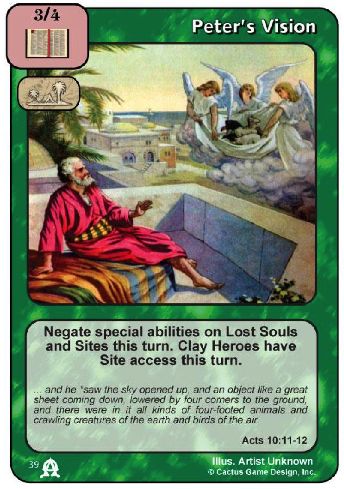 3/4
Peter's Vision
Negate special abilities on Lost Souls
and Sites this turn. Clay Heroes have
Site access this turn.
... and he *saw the sky opened up, and an object like a great
sheet coming down, lowered by four corners to the ground,
and there were in it all kinds of four-footed animals and
crawling creatures of the earth and birds of the air.
Acts 10:11-12
39
Illus. Artist Unknown
© Cactus Game Design, Inc.